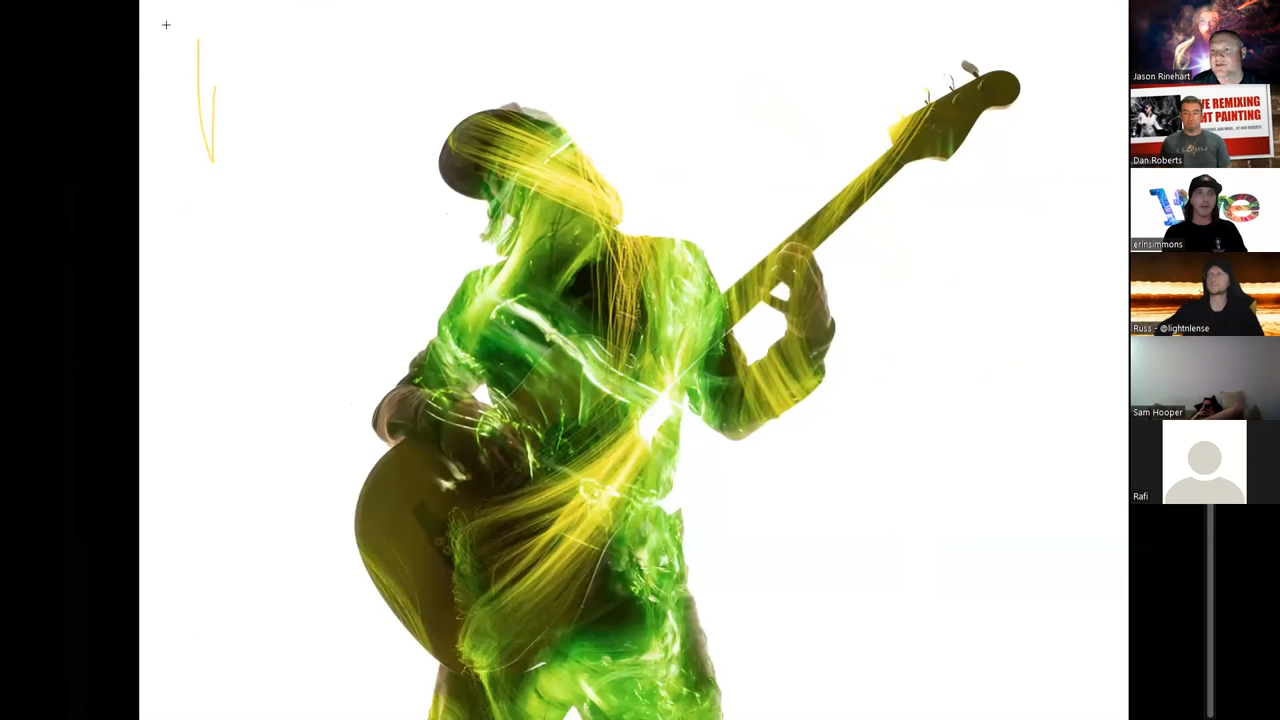 Jason Rinehart
VE REMIXING
HT PAINTING
Dan Roberts
erinsimmons
Russ - @lightnlense
Sam Hooper
Rafi